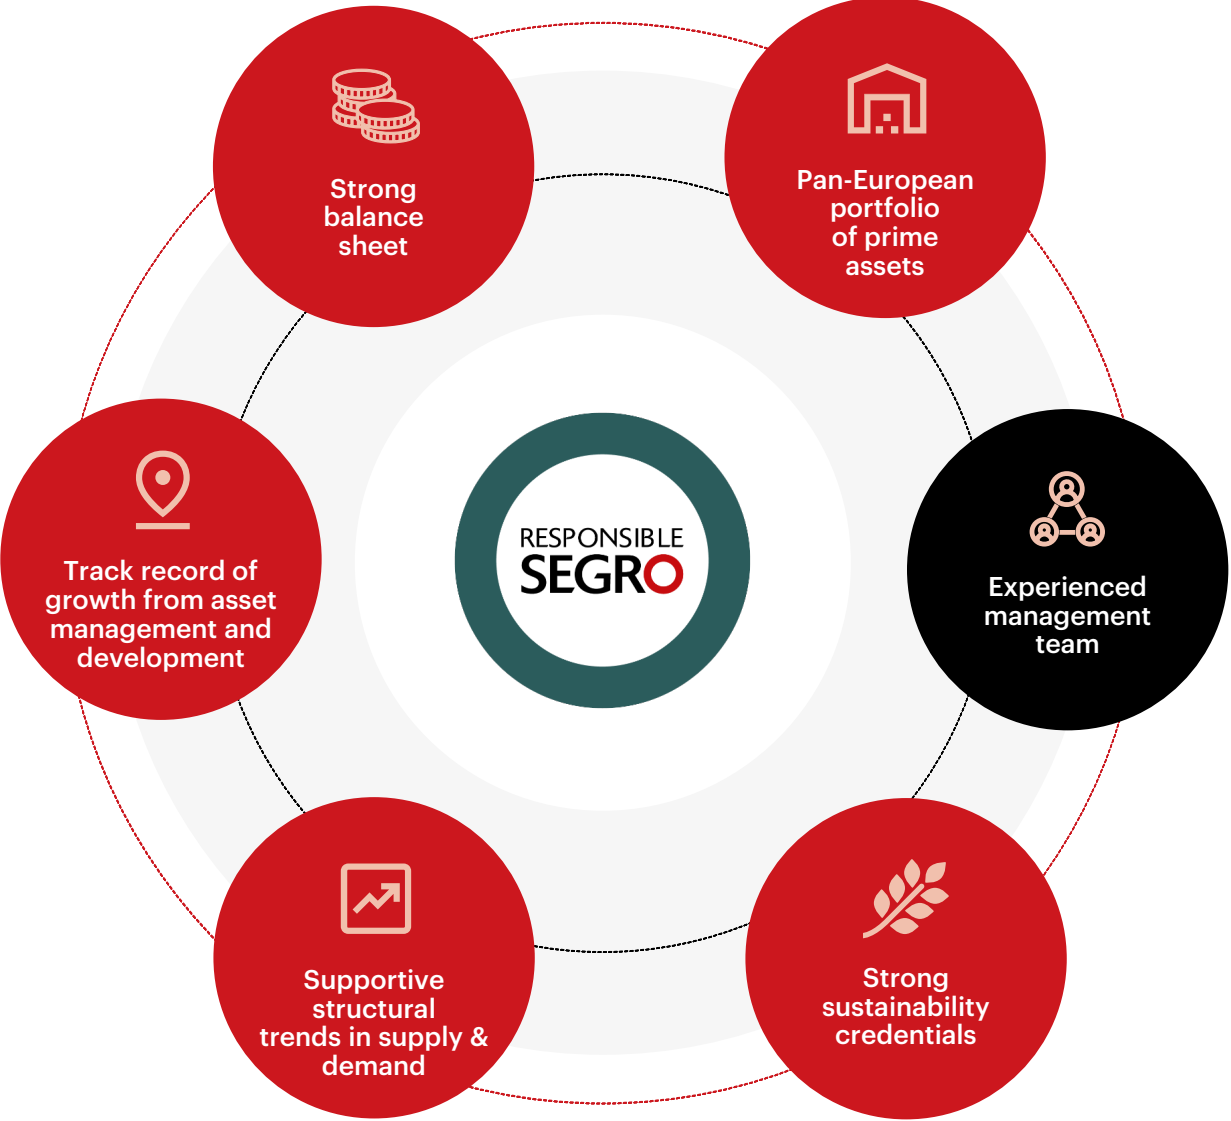 Strong
balance
sheet
Pan-European
portfolio
of prime
assets
Track record of
growth from asset
management and
development
RESPONSIBLE
SEGRO
Experienced
management
team
Supportive
structural
trends in supply &
demand
Strong
sustainability
credentials